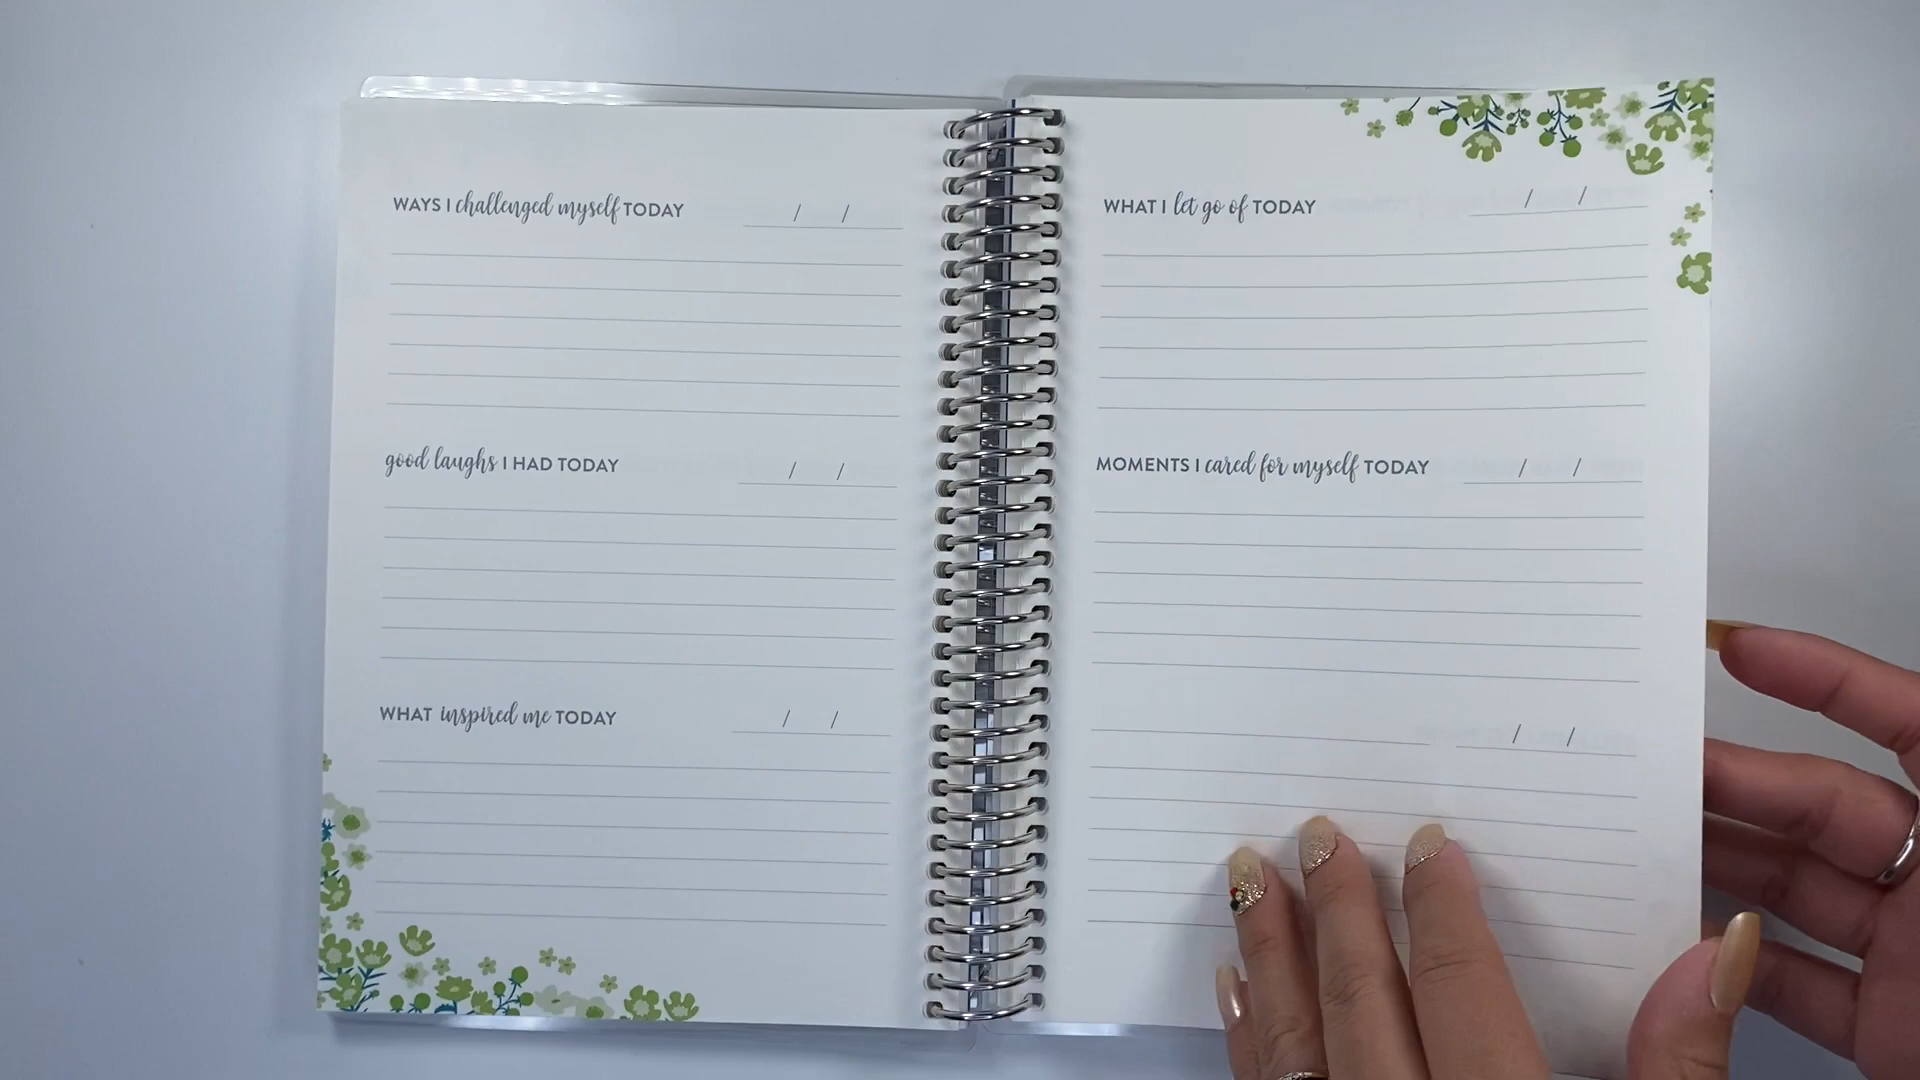 WAYS I challenged myself TODAY / /
good laughs I HAD TODAY / /
WHAT inspired me TODAY / /
WHAT I let go of TODAY / /
MOMENTS I cared for myself TODAY / /
/ /